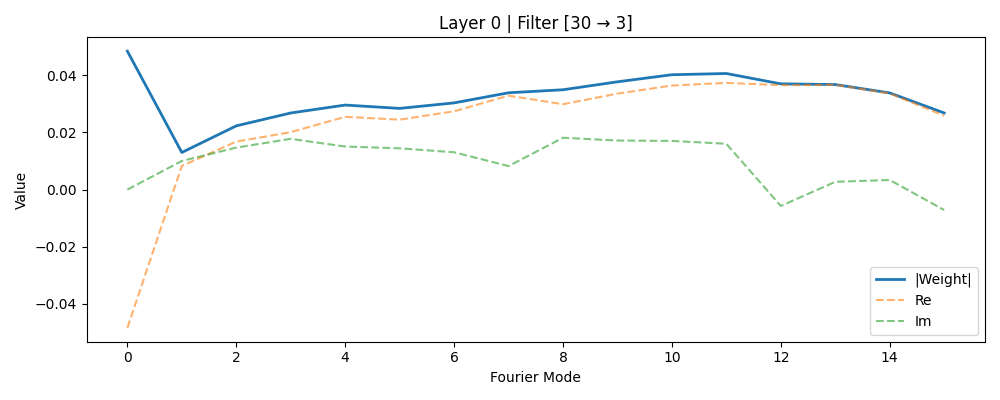 Layer 0 | Filter [30 → 3]
Value
0.04
0.02
0.00
−0.02
−0.04
0 2 4 6 8 10 12 14
Fourier Mode
|Weight|
Re
Im